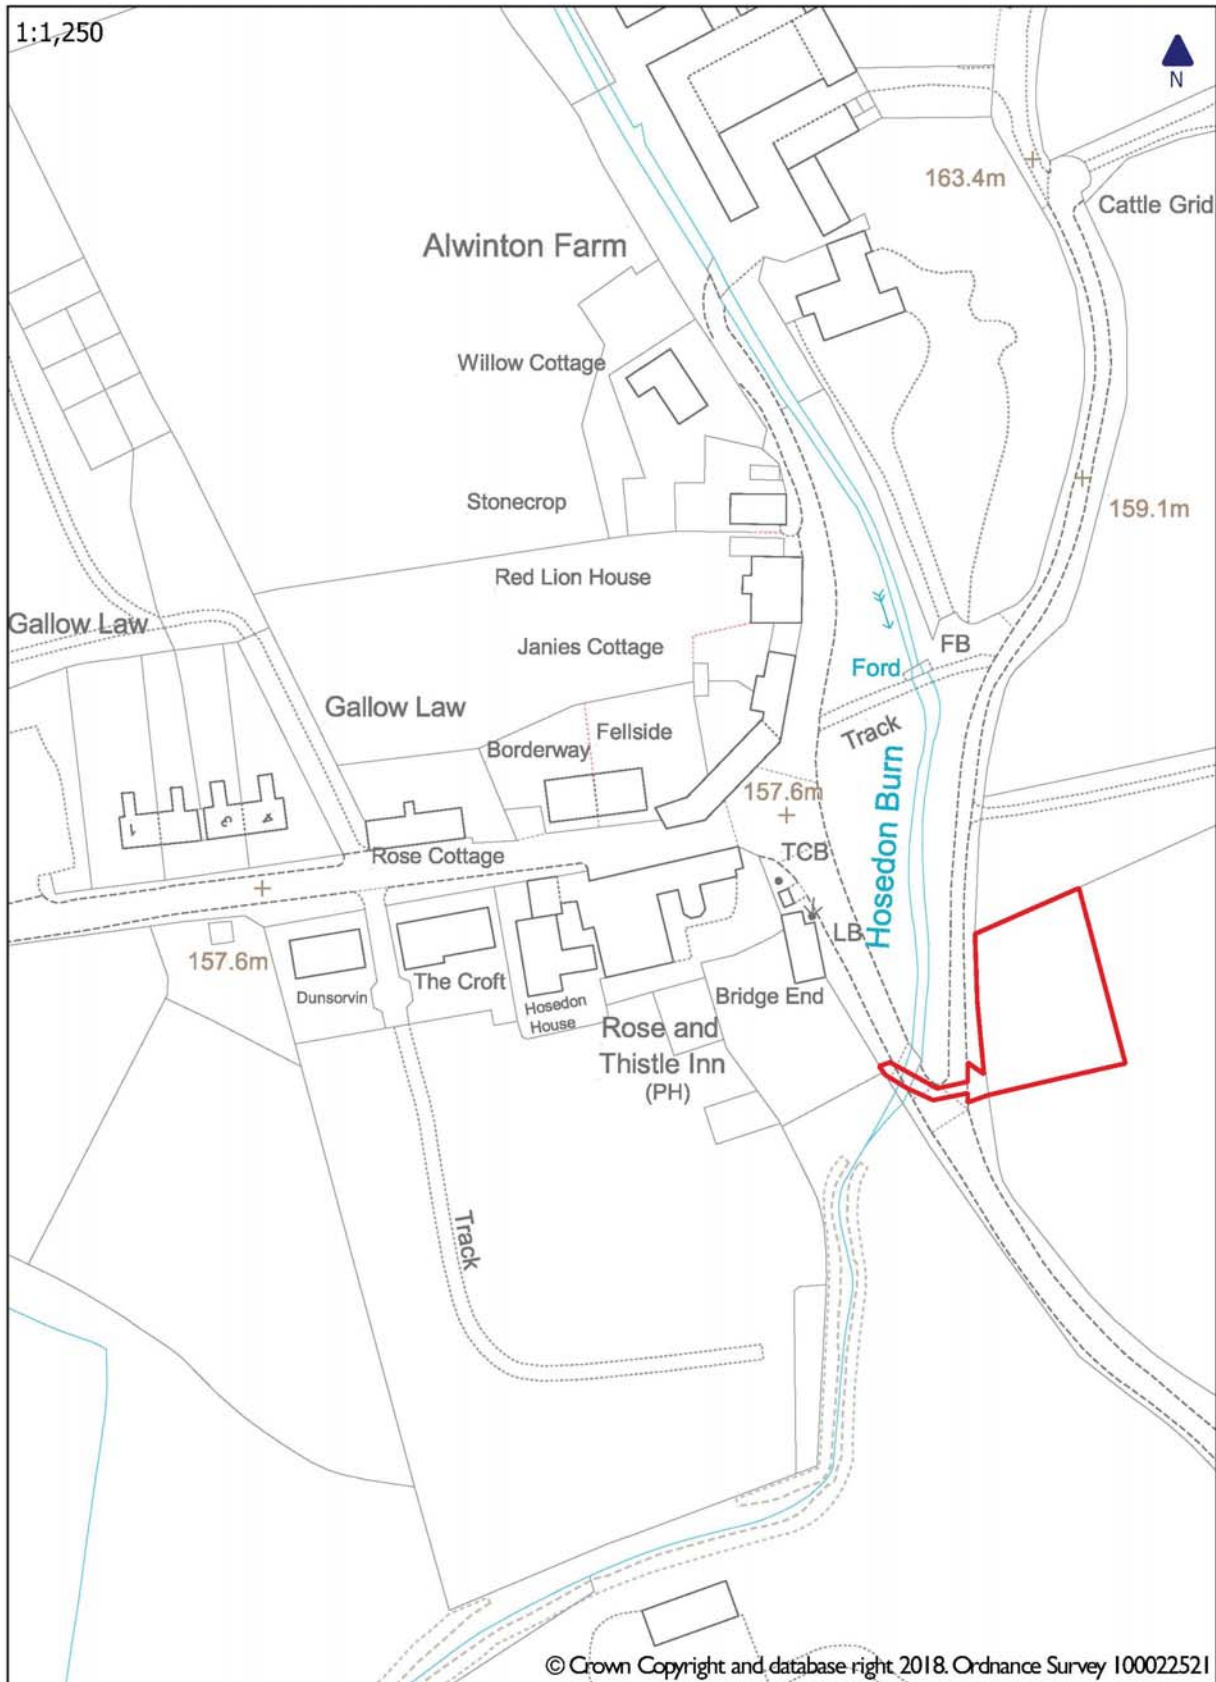 1:1,250
N
163.4m
Cattle Grid
Alwinton Farm
Willow Cottage
Stonecrop
159.1m
Red Lion House
Gallow Law
Janies Cottage
FB
Ford
Gallow Law
Track
Fellside
Borderway
Hosedon Burn
157.6m
1
3
4
Rose Cottage
TCB
LB
157.6m
Dunsorvin
The Croft
Hosedon
House
Bridge End
Rose and
Thistle Inn
(PH)
Track
© Crown Copyright and database right 2018. Ordnance Survey 100022521